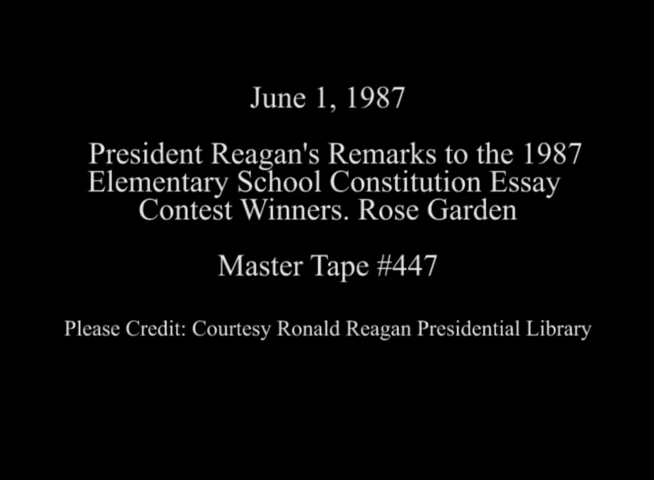 June 1, 1987
President Reagan's Remarks to the 1987
Elementary School Constitution Essay
Contest Winners. Rose Garden
Master Tape #447
Please Credit: Courtesy Ronald Reagan Presidential Library